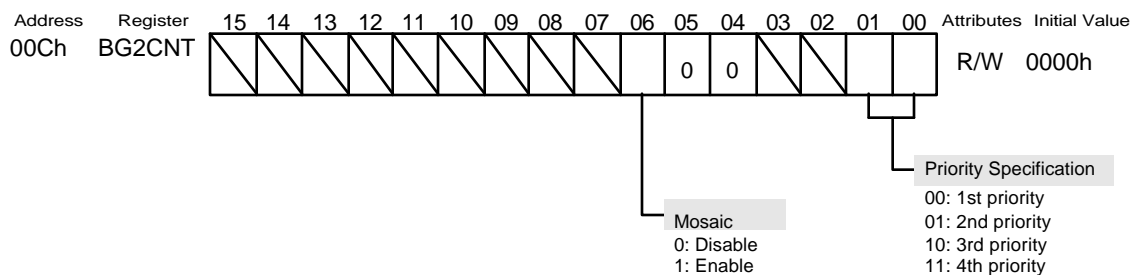 Address Register 15 14 13 12 11 10 09 08 07 06 05 04 03 02 01 00 Attributes Initial Value
00Ch BG2CNT 0 0 R/W 0000h
Priority Specification
00: 1st priority
01: 2nd priority
10: 3rd priority
11: 4th priority
Mosaic
0: Disable
1: Enable